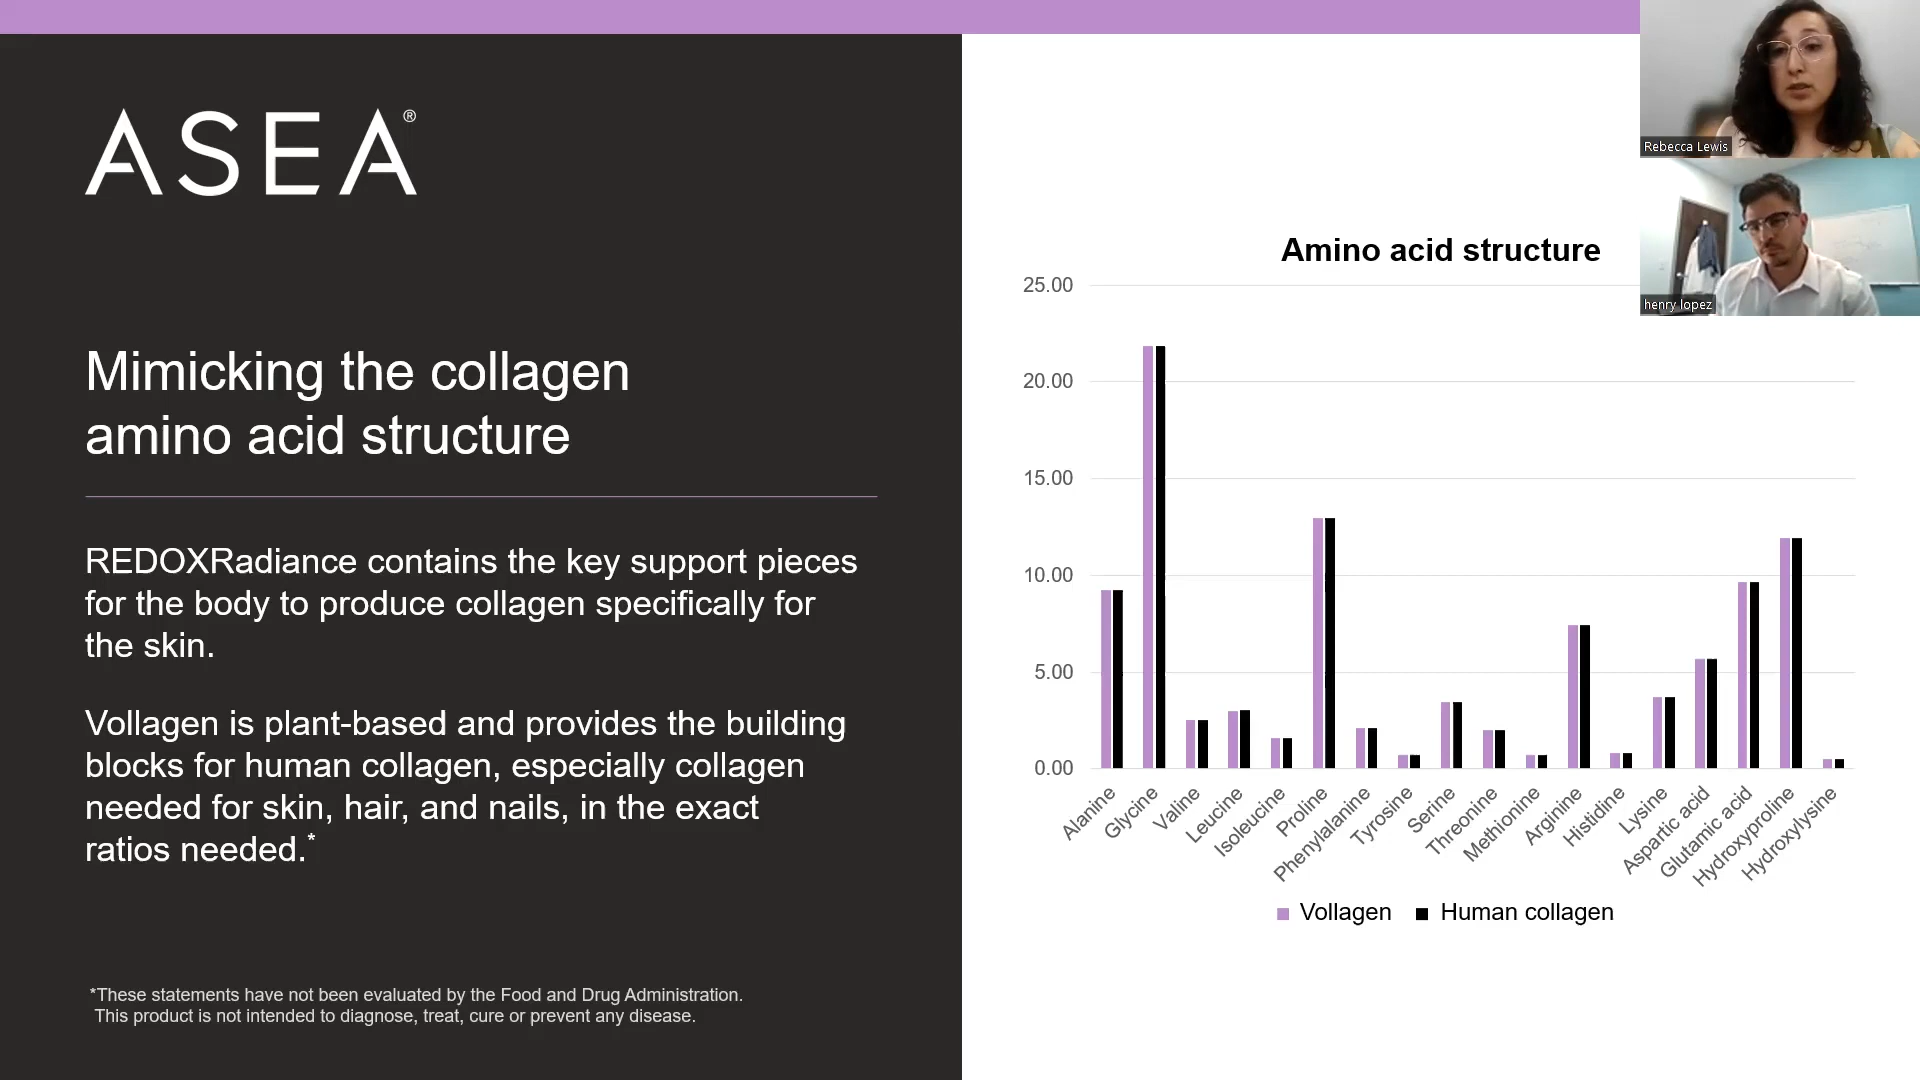 ASEA®
Mimicking the collagen
amino acid structure
REDOXRadiance contains the key support pieces
for the body to produce collagen specifically for
the skin.
Vollagen is plant-based and provides the building
blocks for human collagen, especially collagen
needed for skin, hair, and nails, in the exact
ratios needed.*
*These statements have not been evaluated by the Food and Drug Administration.
This product is not intended to diagnose, treat, cure or prevent any disease.
Amino acid structure
25.00
20.00
15.00
10.00
5.00
0.00
Alanine
Glycine
Valine
Leucine
Isoleucine
Proline
Phenylalanine
Tyrosine
Serine
Threonine
Methionine
Arginine
Histidine
Lysine
Aspartic acid
Glutamic acid
Hydroxyproline
Hydroxylysine
Vollagen Human collagen
Rebecca Lewis
henry lopez